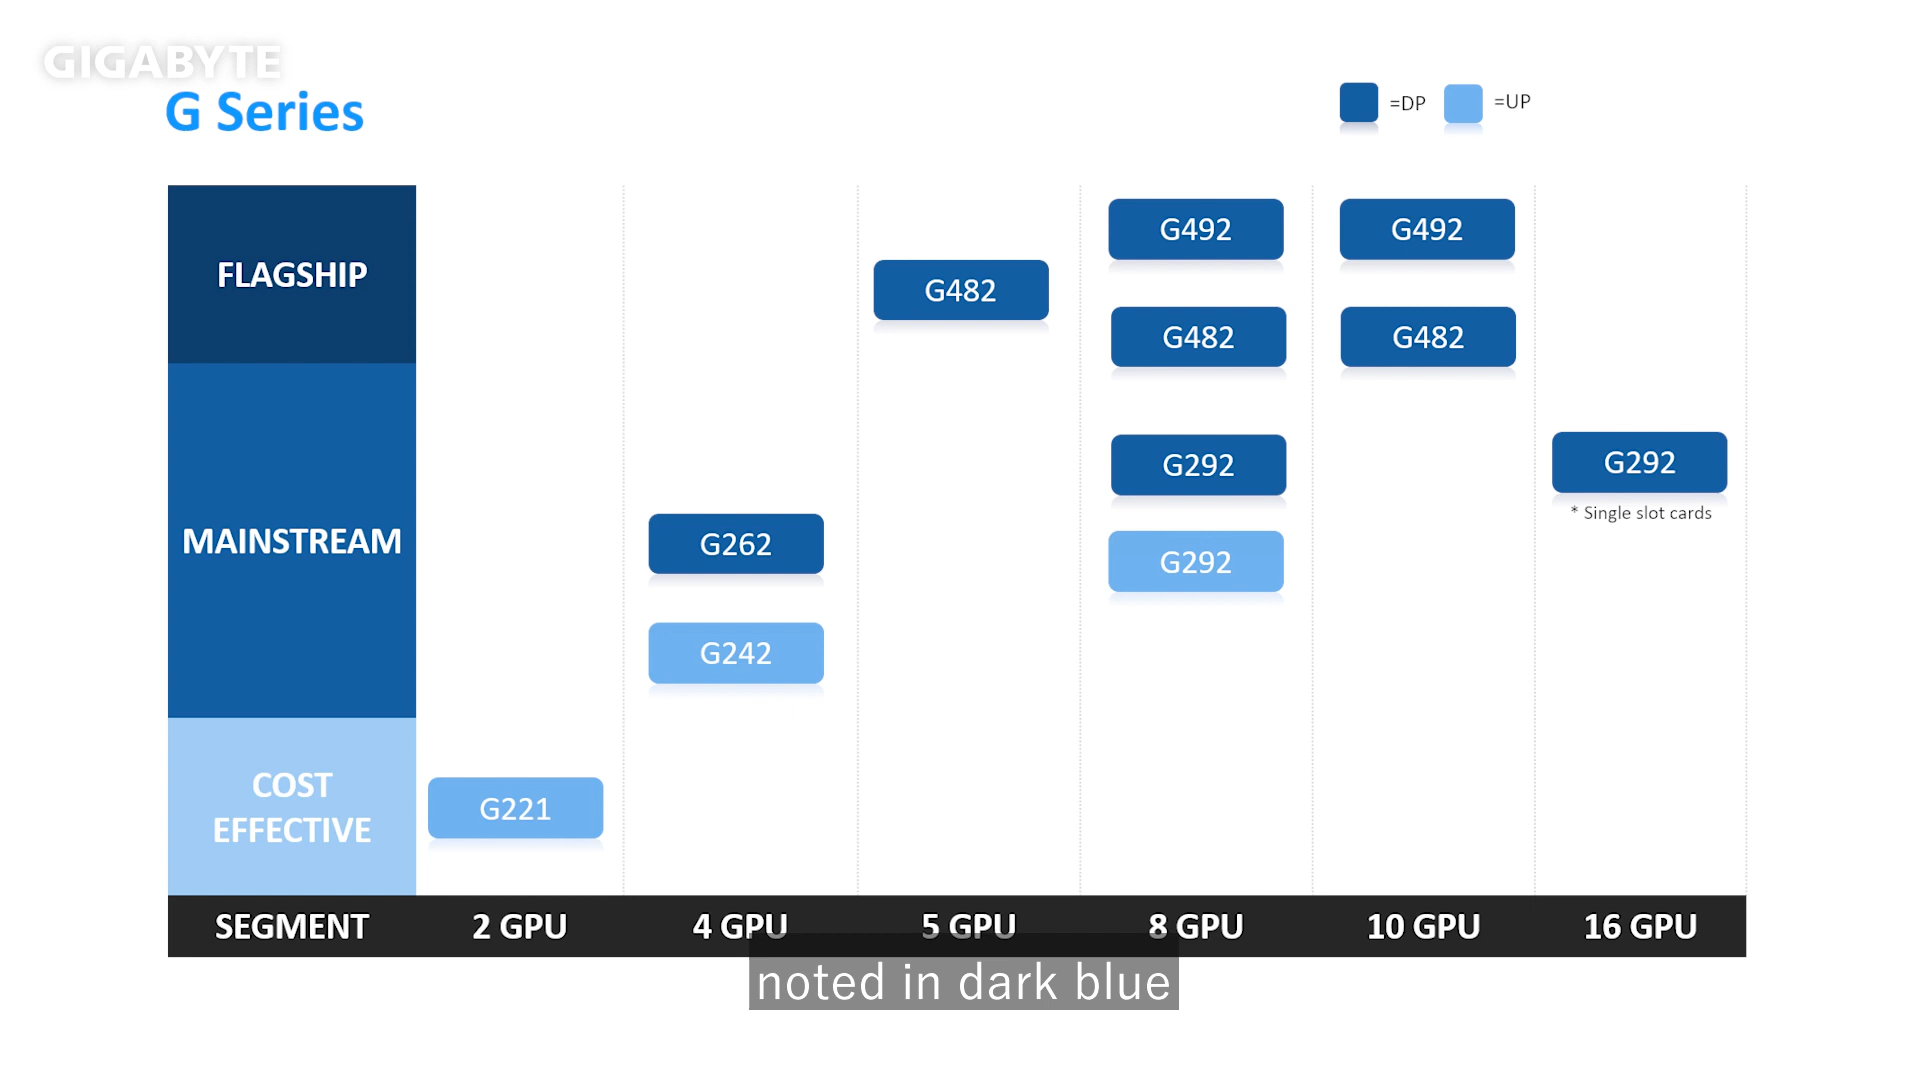 GIGABYTE
G Series
=DP
=UP
FLAGSHIP
G482
G492
G492
G482
G482
MAINSTREAM
G262
G242
G292
G292
G292
* Single slot cards
COST
EFFECTIVE
G221
SEGMENT
2 GPU
4 GPU
5 GPU
8 GPU
10 GPU
16 GPU
noted in dark blue